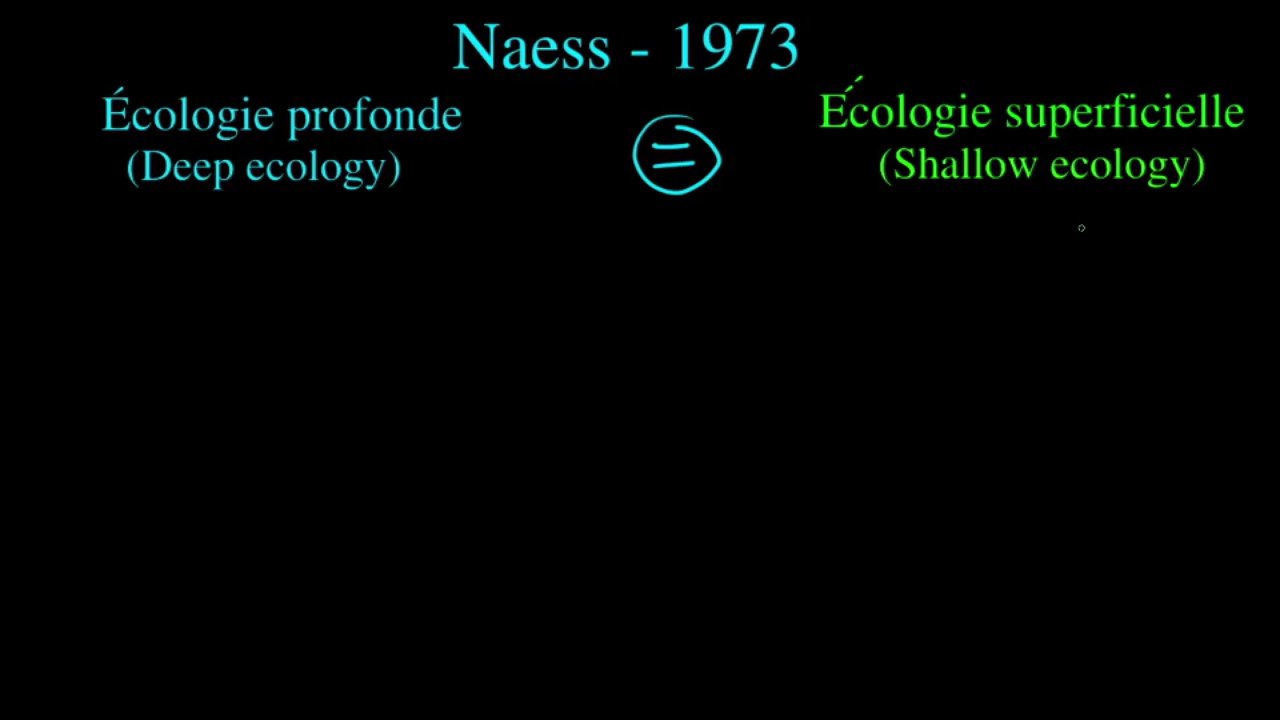 Naess - 1973
Écologie profonde
(Deep ecology)
=
Écologie superficielle
(Shallow ecology)